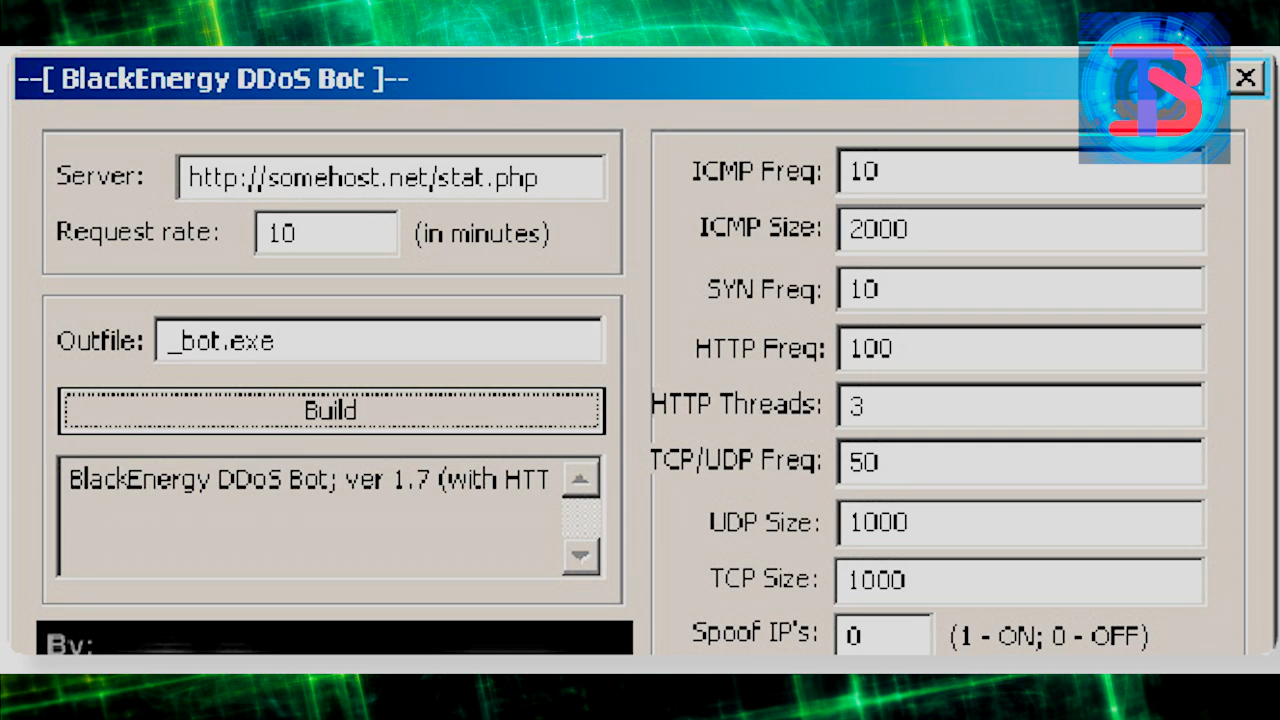 --[ BlackEnergy DDoS Bot ]--
TS
Server: http://somehost.net/stat.php
Request rate: 10 (in minutes)
Outfile: _bot.exe
Build
BlackEnergy DDoS Bot; ver 1.7 (with HTT
By:
ICMP Freq: 10
ICMP Size: 2000
SYN Freq: 10
HTTP Freq: 100
HTTP Threads: 3
TCP/UDP Freq: 50
UDP Size: 1000
TCP Size: 1000
Spoof IP's: 0 (1 - ON; 0 - OFF)